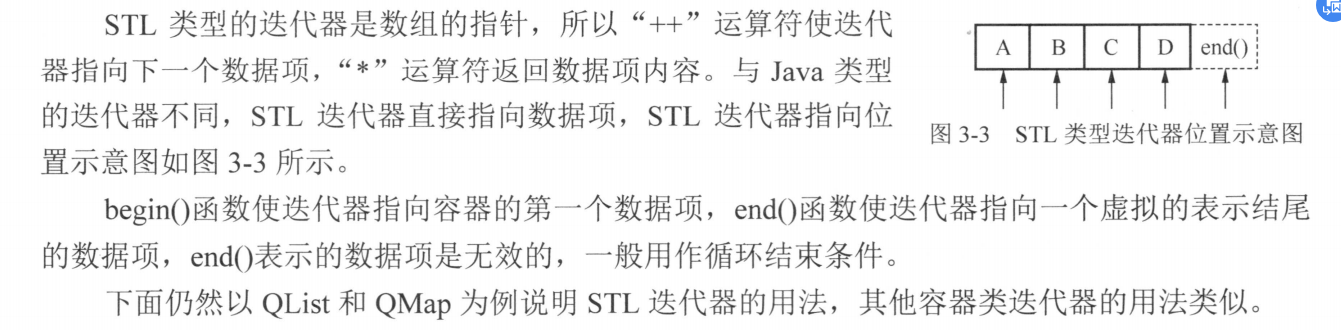 STL 类型的迭代器是数组的指针，所以“++”运算符使迭代
器指向下一个数据项，“*”运算符返回数据项内容。与 Java 类型
的迭代器不同，STL 迭代器直接指向数据项，STL 迭代器指向位
置示意图如图 3-3 所示。
A B C D end()
图 3-3 STL 类型迭代器位置示意图
begin()函数使迭代器指向容器的第一个数据项，end()函数使迭代器指向一个虚拟的表示结尾
的数据项，end()表示的数据项是无效的，一般用作循环结束条件。
下面仍然以 QList 和 QMap 为例说明 STL 迭代器的用法，其他容器类迭代器的用法类似。